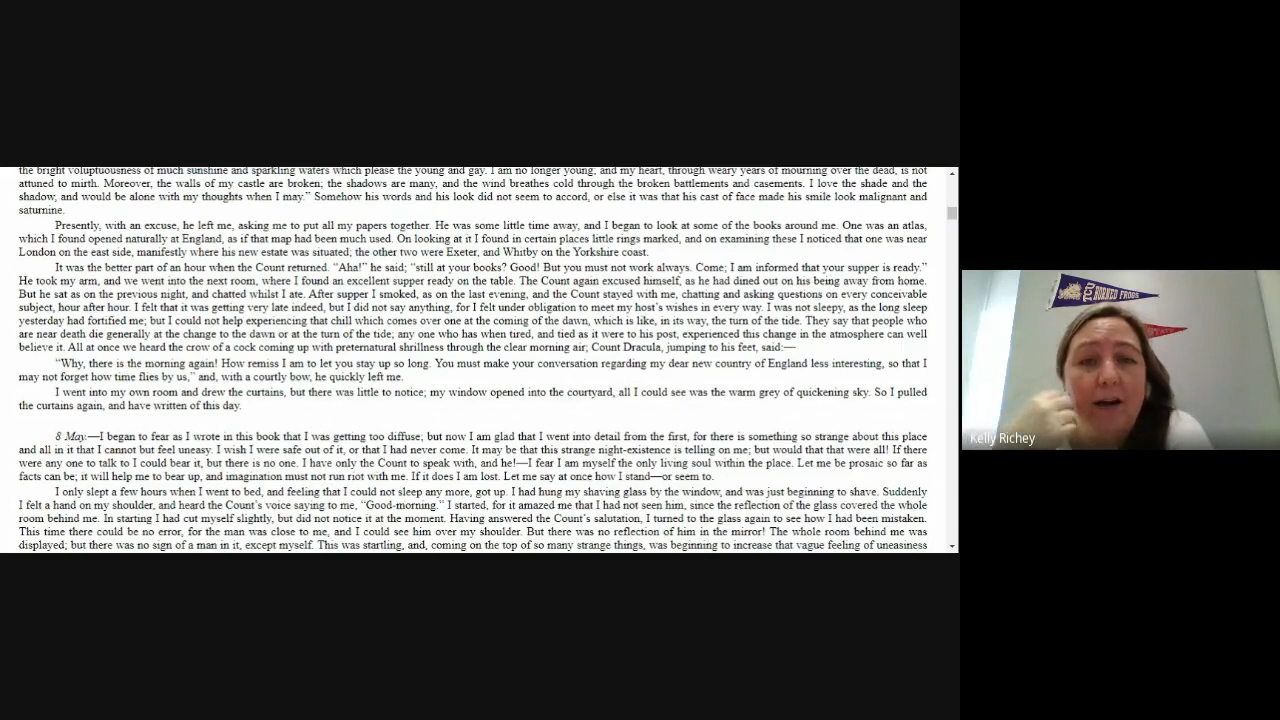 the bright voluptuousness of much sunshine and sparkling waters which please the young and gay. I am no longer young; and my heart, through weary years of mourning over the dead, is not
attuned to mirth. Moreover, the walls of my castle are broken; the shadows are many, and the wind breathes cold through the broken battlements and casements. I love the shade and the
shadow, and would be alone with my thoughts when I may.” Somehow his words and his look did not seem to accord, or else it was that his cast of face made his smile look malignant and
saturnine.
Presently, with an excuse, he left me, asking me to put all my papers together. He was some little time away, and I began to look at some of the books around me. One was an atlas,
which I found opened naturally at England, as if that map had been much used. On looking at it I found in certain places little rings marked, and on examining these I noticed that one was near
London on the east side, manifestly where his new estate was situated; the other two were Exeter, and Whitby on the Yorkshire coast.
It was the better part of an hour when the Count returned. “Aha!” he said; “still at your books? Good! But you must not work always. Come; I am informed that your supper is ready.”
He took my arm, and we went into the next room, where I found an excellent supper ready on the table. The Count again excused himself, as he had dined out on his being away from home.
But he sat as on the previous night, and chatted whilst I ate. After supper I smoked, as on the last evening, and the Count stayed with me, chatting and asking questions on every conceivable
subject, hour after hour. I felt that it was getting very late indeed, but I did not say anything, for I felt under obligation to meet my host’s wishes in every way. I was not sleepy, as the long sleep
yesterday had fortified me; but I could not help experiencing that chill which comes over one at the coming of the dawn, which is like, in its way, the turn of the tide. They say that people who
are near death die generally at the change to the dawn or at the turn of the tide; any one who has when tired, and tied as it were to his post, experienced this change in the atmosphere can well
believe it. All at once we heard the crow of a cock coming up with preternatural shrillness through the clear morning air; Count Dracula, jumping to his feet, said:—
“Why, there is the morning again! How remiss I am to let you stay up so long. You must make your conversation regarding my dear new country of England less interesting, so that I
may not forget how time flies by us,” and, with a courtly bow, he quickly left me.
I went into my own room and drew the curtains, but there was little to notice; my window opened into the courtyard, all I could see was the warm grey of quickening sky. So I pulled
the curtains again, and have written of this day.
8 May.—I began to fear as I wrote in this book that I was getting too diffuse; but now I am glad that I went into detail from the first, for there is something so strange about this place
and all in it that I cannot but feel uneasy. I wish I were safe out of it, or that I had never come. It may be that this strange night-existence is telling on me; but would that that were all! If there
were any one to talk to I could bear it, but there is no one. I have only the Count to speak with, and he!—I fear I am myself the only living soul within the place. Let me be prosaic so far as
facts can be; it will help me to bear up, and imagination must not run riot with me. If it does I am lost. Let me say at once how I stand—or seem to.
I only slept a few hours when I went to bed, and feeling that I could not sleep any more, got up. I had hung my shaving glass by the window, and was just beginning to shave. Suddenly
I felt a hand on my shoulder, and heard the Count’s voice saying to me, “Good-morning.” I started, for it amazed me that I had not seen him, since the reflection of the glass covered the whole
room behind me. In starting I had cut myself slightly, but did not notice it at the moment. Having answered the Count’s salutation, I turned to the glass again to see how I had been mistaken.
This time there could be no error, for the man was close to me, and I could see him over my shoulder. But there was no reflection of him in the mirror! The whole room behind me was
displayed; but there was no sign of a man in it, except myself. This was startling, and, coming on the top of so many strange things, was beginning to increase that vague feeling of uneasiness
TCU HORNED FROGS
Kelly Richey